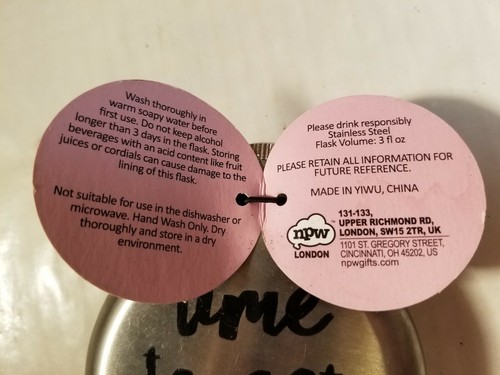 Wash thoroughly in
warm soapy water before
first use. Do not keep alcohol
longer than 3 days in the flask. Storing
beverages with an acid content like fruit
juices or cordials can cause damage to the
lining of this flask.
Not suitable for use in the dishwasher or
microwave. Hand Wash Only. Dry
thoroughly and store in a dry
environment.
Please drink responsibly
Stainless Steel
Flask Volume: 3 fl oz
PLEASE RETAIN ALL INFORMATION FOR
FUTURE REFERENCE.
MADE IN YIWU, CHINA
npw
LONDON
131-133,
UPPER RICHMOND RD,
LONDON, SW15 2TR, UK
1101 ST. GREGORY STREET,
CINCINNATI, OH 45202, US
npwgifts.com
time